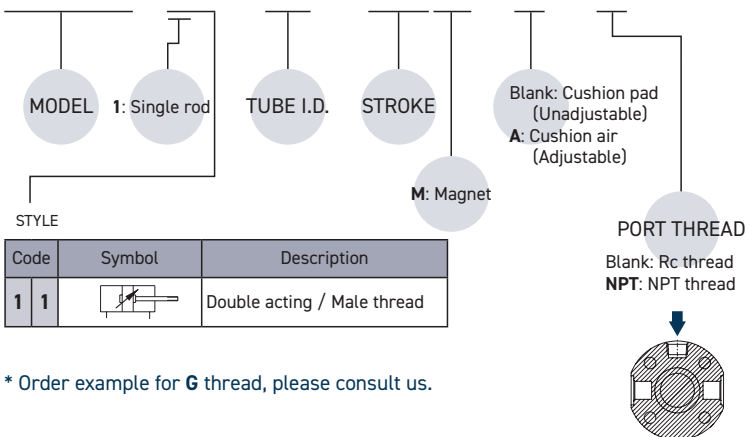 MODEL
1: Single rod
TUBE I.D.
STROKE
Blank: Cushion pad
(Unadjustable)
A: Cushion air
(Adjustable)
M: Magnet
PORT THREAD
Blank: Rc thread
NPT: NPT thread
STYLE
Code Symbol Description
1 1 Double acting / Male thread
* Order example for G thread, please consult us.